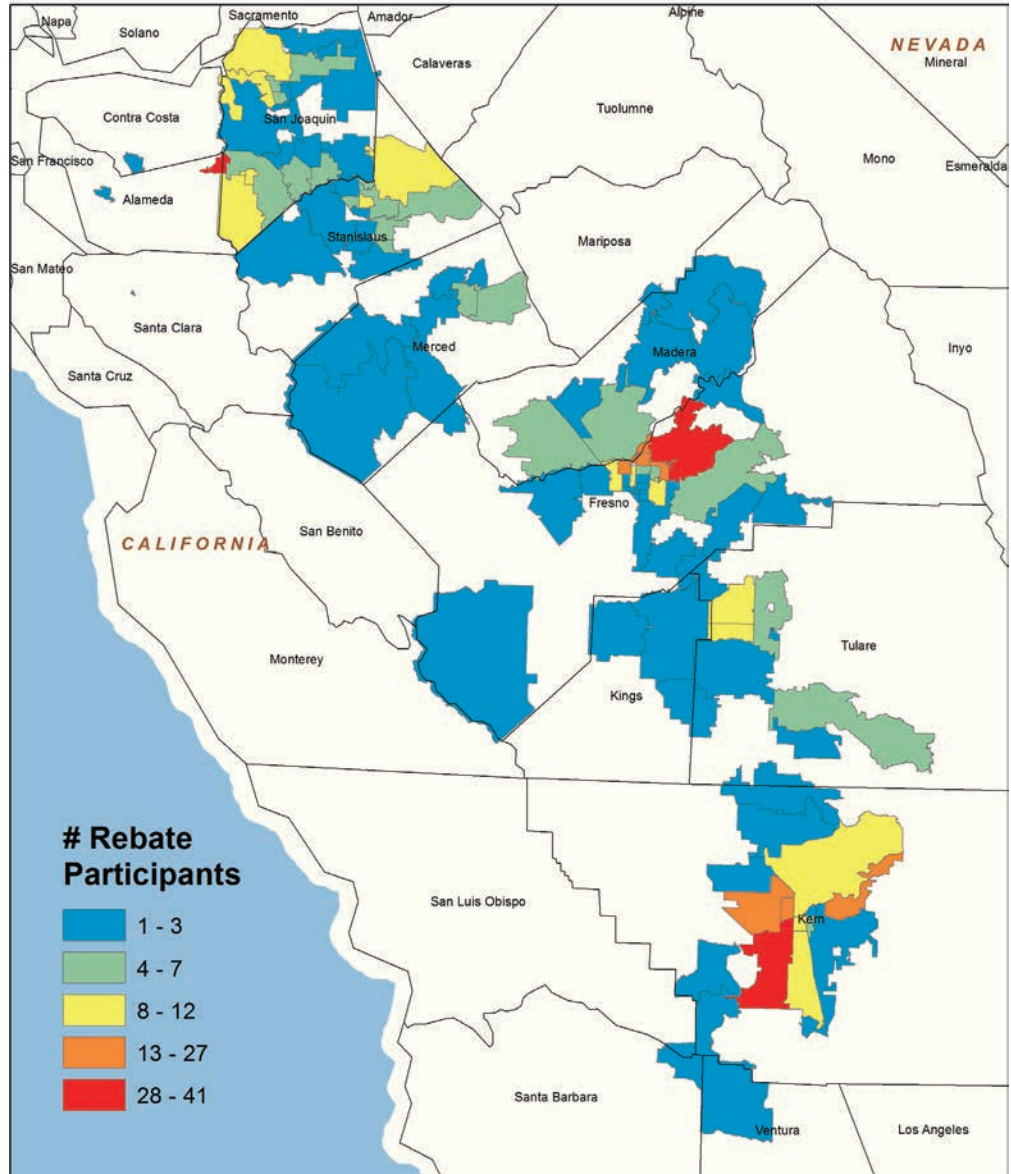 Sacramento
Amador
Alpine
Napa
Solano
Calaveras
NEVADA
Mineral
Tuolumne
Contra Costa
San Joaquin
Mono
San Francisco
Esmeralda
Alameda
Stanislaus
Mariposa
San Mateo
Santa Clara
Merced
Madera
Inyo
Santa Cruz
Fresno
San Benito
CALIFORNIA
Monterey
Tulare
Kings
# Rebate
Participants
1 - 3
4 - 7
8 - 12
13 - 27
28 - 41
San Luis Obispo
Kern
Santa Barbara
Ventura
Los Angeles